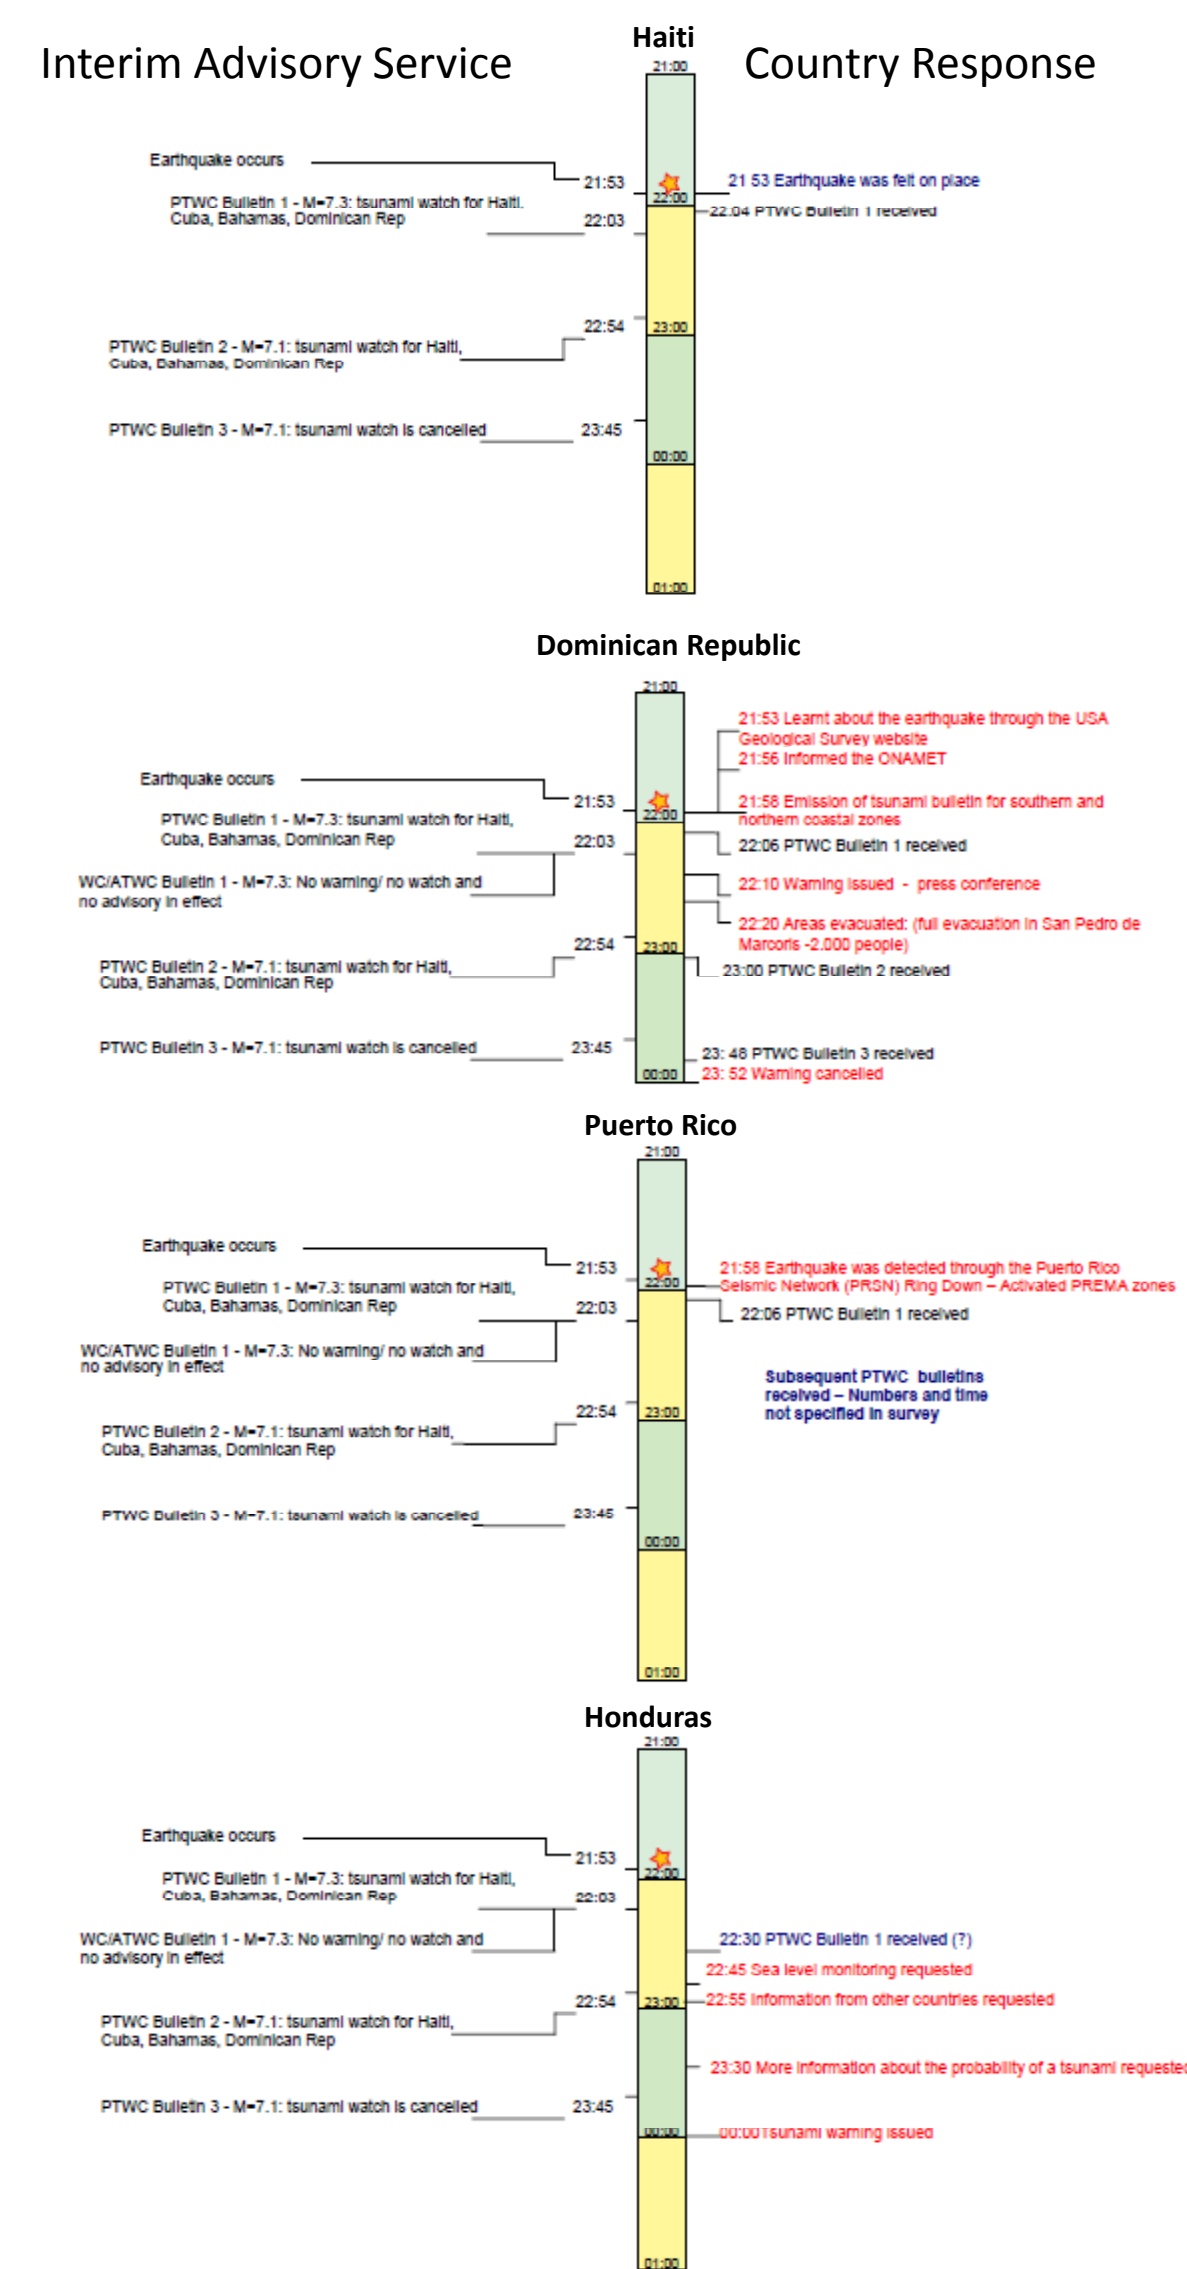 Haiti
Interim Advisory Service
Country Response
21:00
Earthquake occurs
21:53
21 53 Earthquake was felt on place
PTWC Bulletin 1 - M=7.3: tsunami watch for Haiti.
Cuba, Bahamas, Dominican Rep
22:03
22:00
22.04 PTWC Bulletin 1 received
22:54
23:00
PTWC Bulletin 2 - M=7.1: tsunami watch for Haiti,
Cuba, Bahamas, Dominican Rep
PTWC Bulletin 3 - M=7.1: tsunami watch is cancelled
23:45
00:00
01:00
Dominican Republic
21:00
21:53 Learnt about the earthquake through the USA
Geological Survey website
21:56 Informed the ONAMET
Earthquake occurs
21:53
21:58 Emission of tsunami bulletin for southern and
northern coastal zones
22:00
PTWC Bulletin 1 - M=7.3: tsunami watch for Haiti,
Cuba, Bahamas, Dominican Rep
22:03
22:06 PTWC Bulletin 1 received
WC/ATWC Bulletin 1 - M=7.3: No warning/ no watch and
no advisory in effect
22:10 Warning issued - press conference
22:20 Areas evacuated: (full evacuation in San Pedro de
Marcoris -2.000 people)
22:54
23:00
PTWC Bulletin 2 - M=7.1: tsunami watch for Haiti,
Cuba, Bahamas, Dominican Rep
23:00 PTWC Bulletin 2 received
PTWC Bulletin 3 - M=7.1: tsunami watch is cancelled
23:45
23: 48 PTWC Bulletin 3 received
00:00
23: 52 Warning cancelled
Puerto Rico
21:00
Earthquake occurs
21:53
21:58 Earthquake was detected through the Puerto Rico
Seismic Network (PRSN) Ring Down – Activated PREMA zones
22:00
PTWC Bulletin 1 - M=7.3: tsunami watch for Haiti,
Cuba, Bahamas, Dominican Rep
22:03
22:06 PTWC Bulletin 1 received
WC/ATWC Bulletin 1 - M=7.3: No warning/ no watch and
no advisory in effect
Subsequent PTWC bulletins
received – Numbers and time
not specified in survey
22:54
23:00
PTWC Bulletin 2 - M=7.1: tsunami watch for Haiti,
Cuba, Bahamas, Dominican Rep
PTWC Bulletin 3 - M=7.1: tsunami watch is cancelled
23:45
00:00
01:00
Honduras
21:00
Earthquake occurs
21:53
22:00
PTWC Bulletin 1 - M=7.3: tsunami watch for Haiti,
Cuba, Bahamas, Dominican Rep
22:03
WC/ATWC Bulletin 1 - M=7.3: No warning/ no watch and
no advisory in effect
22:30 PTWC Bulletin 1 received (?)
22:45 Sea level monitoring requested
22:54
23:00
22:55 Information from other countries requested
PTWC Bulletin 2 - M=7.1: tsunami watch for Haiti,
Cuba, Bahamas, Dominican Rep
23:30 More information about the probability of a tsunami requested
PTWC Bulletin 3 - M=7.1: tsunami watch is cancelled
23:45
00:00
00:00Tsunami warning issued
01:00